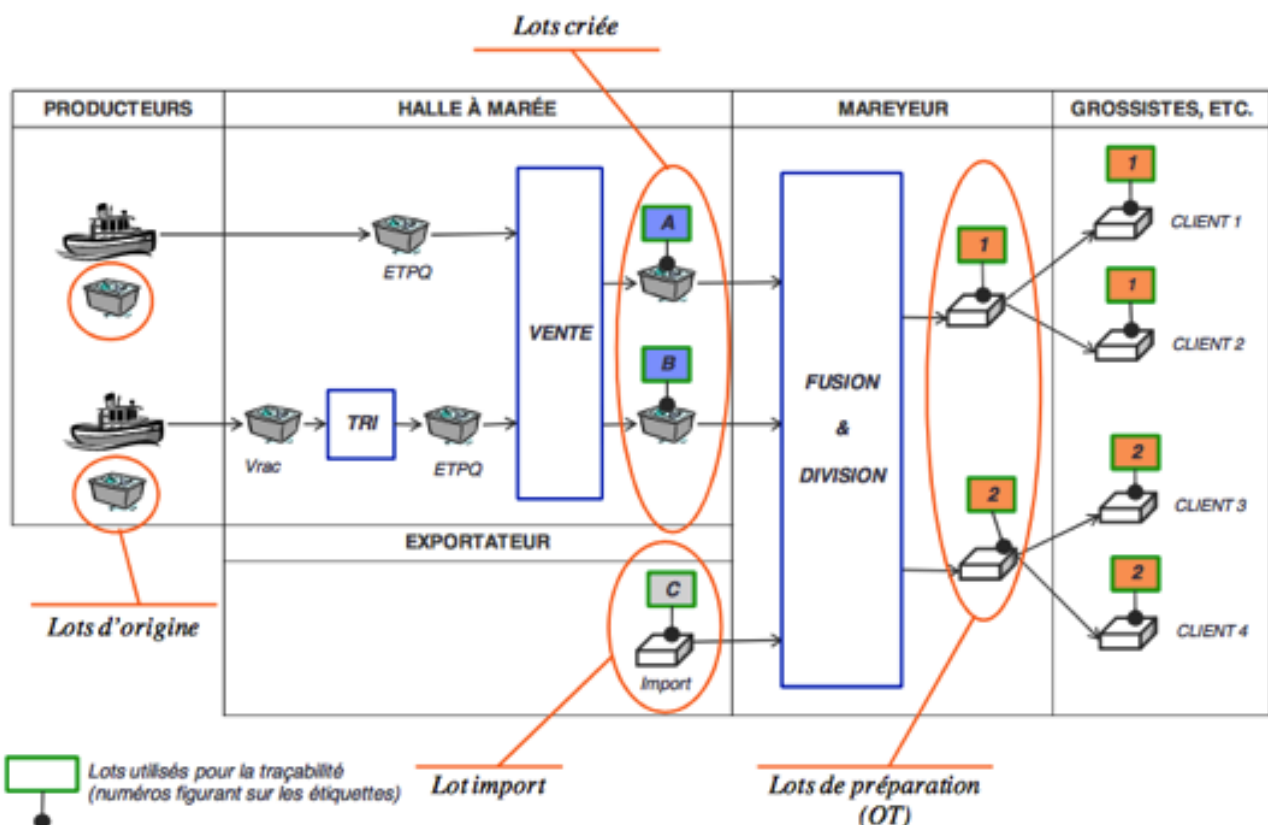 Lots criée
PRODUCTEURS
HALLE À MARÉE
MAREYEUR
GROSSISTES, ETC.
ETPQ
VENTE
A
1
1
CLIENT 1
1
CLIENT 2
Vrac
TRI
ETPQ
B
FUSION
&
DIVISION
2
2
CLIENT 3
2
CLIENT 4
EXPORTATEUR
C
Import
Lots d'origine
Lots utilisés pour la traçabilité
(numéros figurant sur les étiquettes)
Lot import
Lots de préparation
(OT)